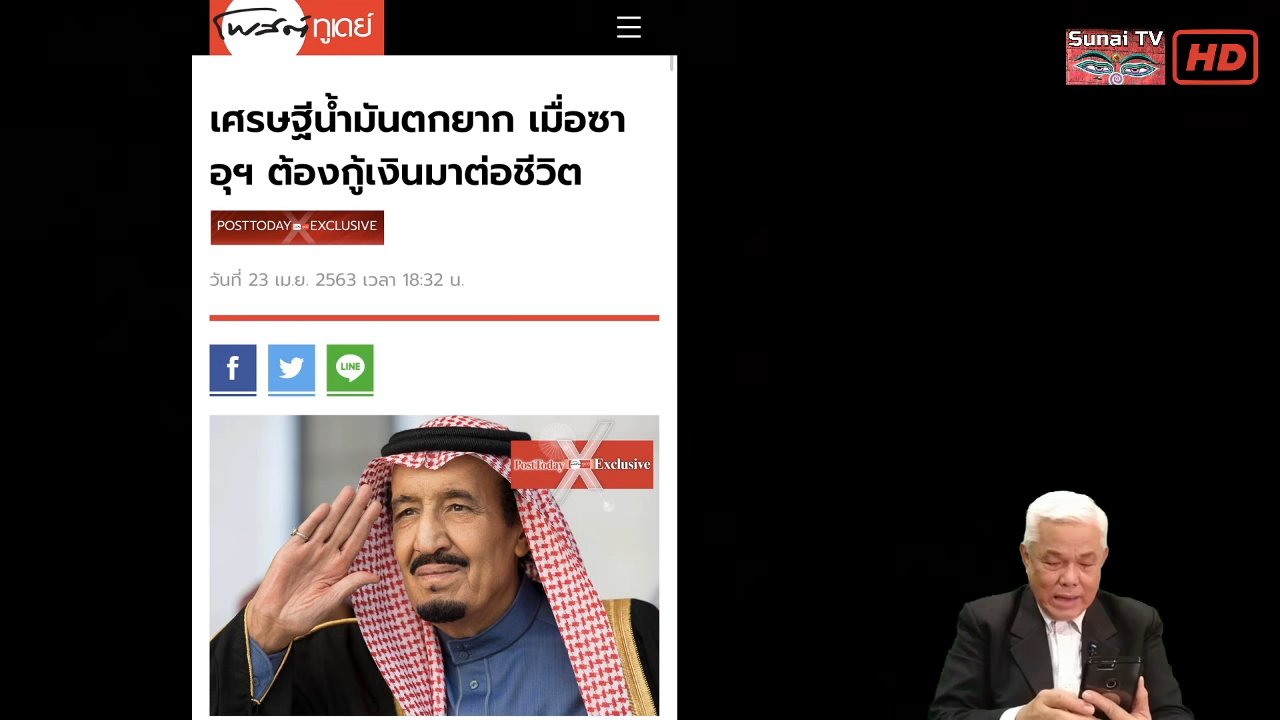 โพสต์ทูเดย์
Sunai TV
HD
เศรษฐีน้ำมันตกยาก เมื่อซา
อุฯ ต้องกู้เงินมาต่อชีวิต
POSTTODAY EXCLUSIVE
วันที่ 23 เม.ย. 2563 เวลา 18:32 น.
f
LINE
PostToday Exclusive